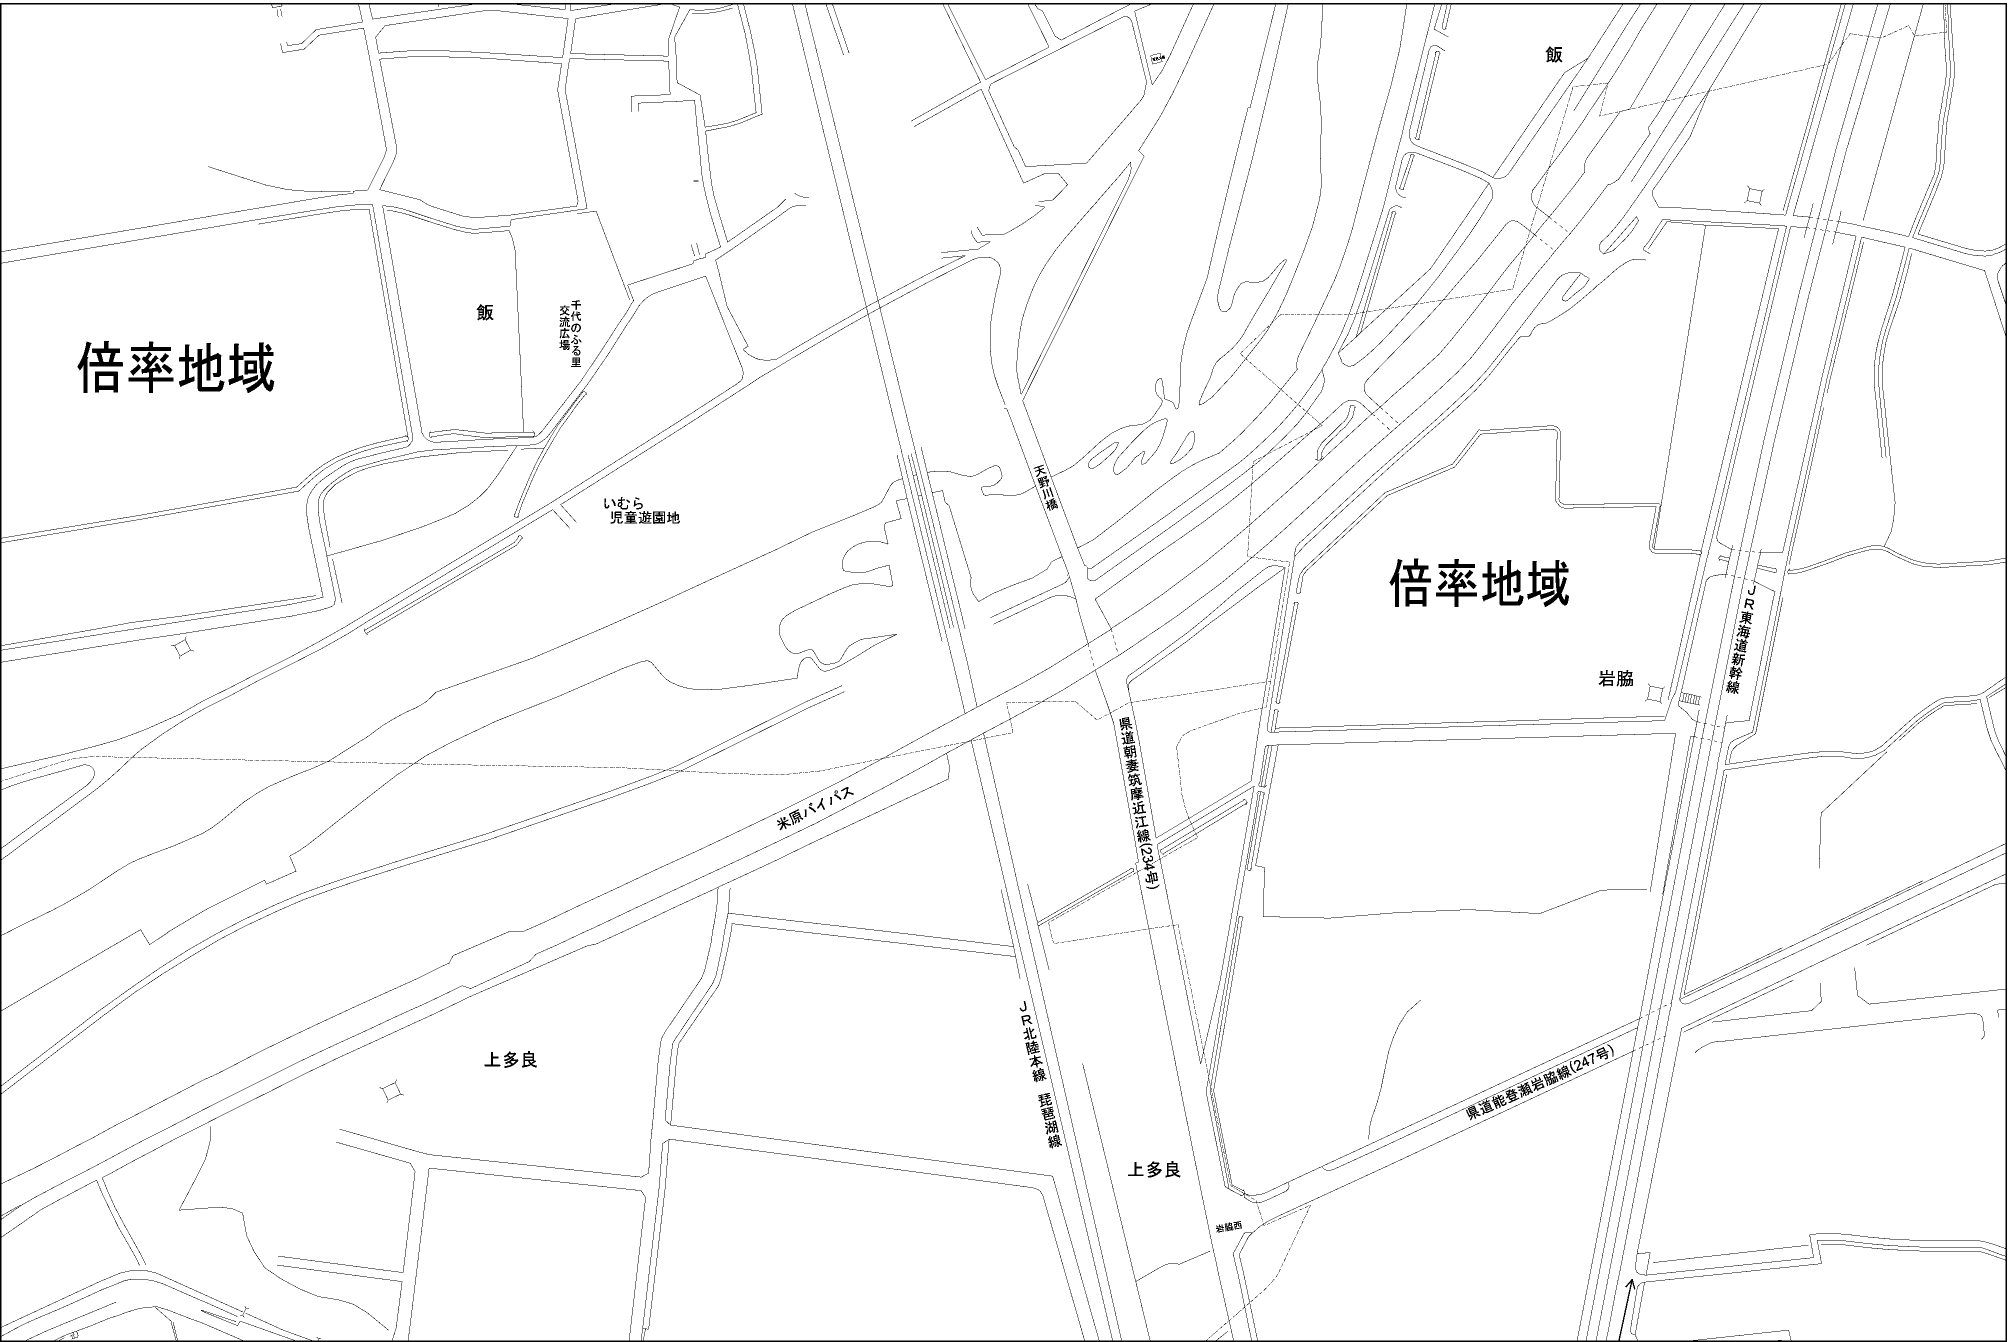 飯
飯
千代のふる里
交流広場
倍率地域
いむら
児童遊園地
天野川橋
倍率地域
JR東海道新幹線
岩脇
県道朝妻筑摩近江線(234号)
米原バイパス
JR北陸本線 琵琶湖線
上多良
県道能登瀬岩脇線(247号)
上多良
岩脇西